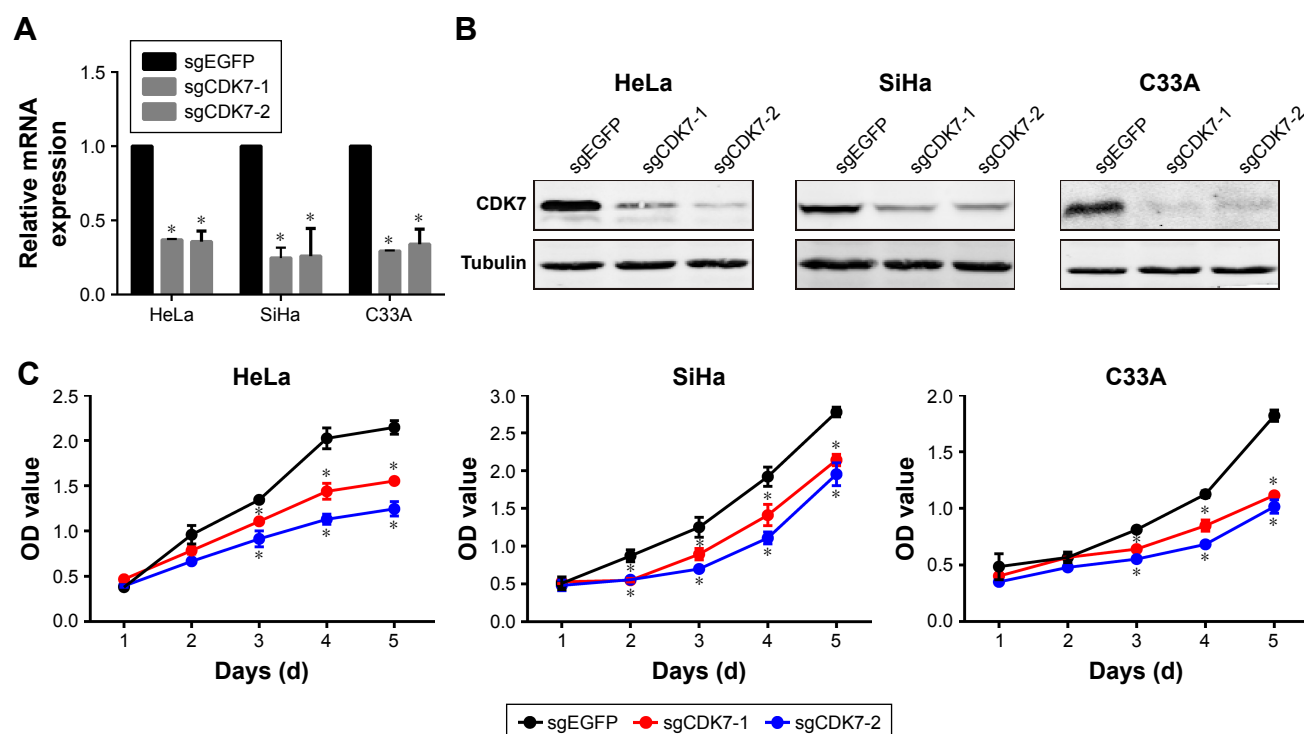 A
sgEGFP
sgCDK7-1
sgCDK7-2
Relative mRNA
expression
1.5
1.0
0.5
0.0
* * * * * *
HeLa SiHa C33A
B
HeLa SiHa C33A
sgEGFP sgCDK7-1 sgCDK7-2 sgEGFP sgCDK7-1 sgCDK7-2 sgEGFP sgCDK7-1 sgCDK7-2
CDK7
Tubulin
C
HeLa
OD value
2.5
2.0
1.5
1.0
0.5
0.0
* * * * * *
1 2 3 4 5
Days (d)
SiHa
OD value
3.0
2.5
2.0
1.5
1.0
0.5
0.0
* * * * * * * *
1 2 3 4 5
Days (d)
C33A
OD value
2.0
1.5
1.0
0.5
0.0
* * * * * *
1 2 3 4 5
Days (d)
sgEGFP sgCDK7-1 sgCDK7-2